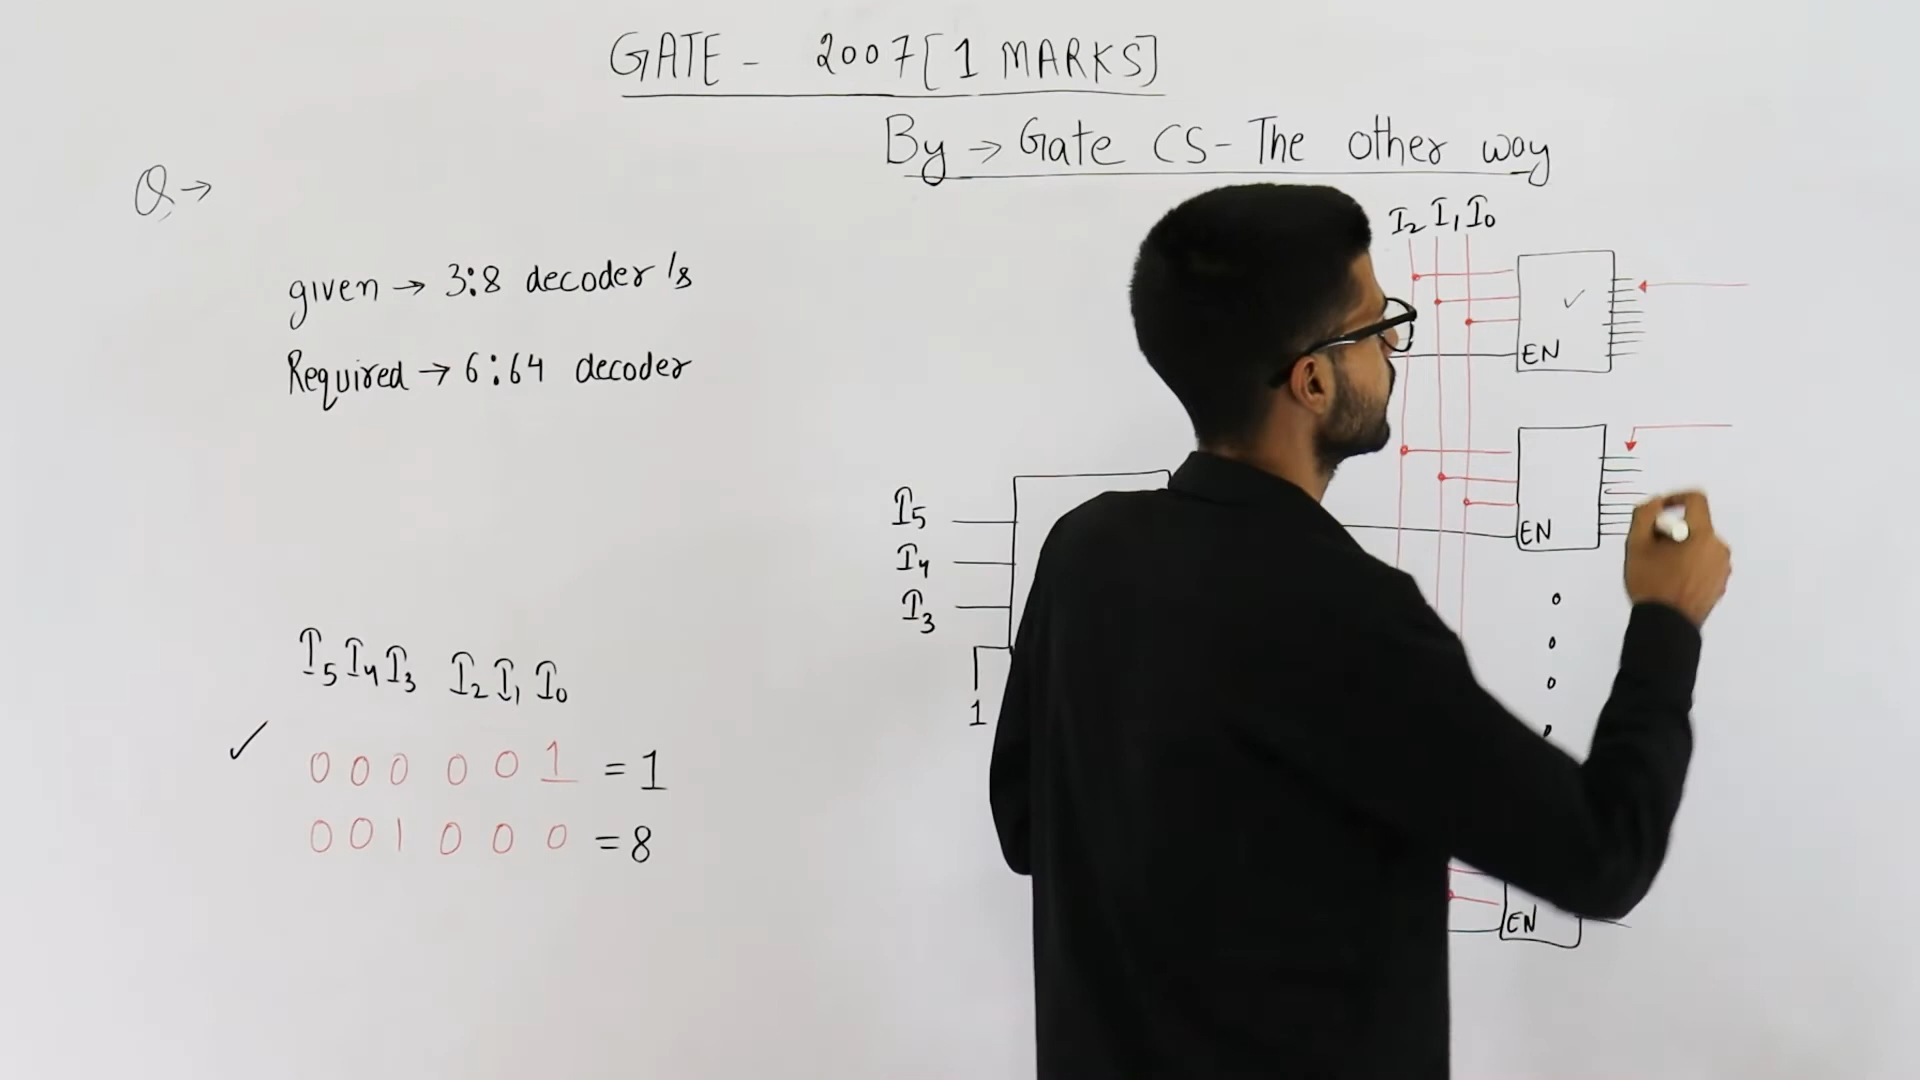 GATE - 2007 [1 MARKS]
By → Gate CS - The other way
Q →
given → 3:8 decoder/s
Required → 6:64 decoder
I5 I4 I3 I2 I1 I0
✓ 0 0 0 0 0 1 = 1
0 0 1 0 0 0 = 8
I5
I4
I3
1
I2 I1 I0
✓
EN
EN
EN